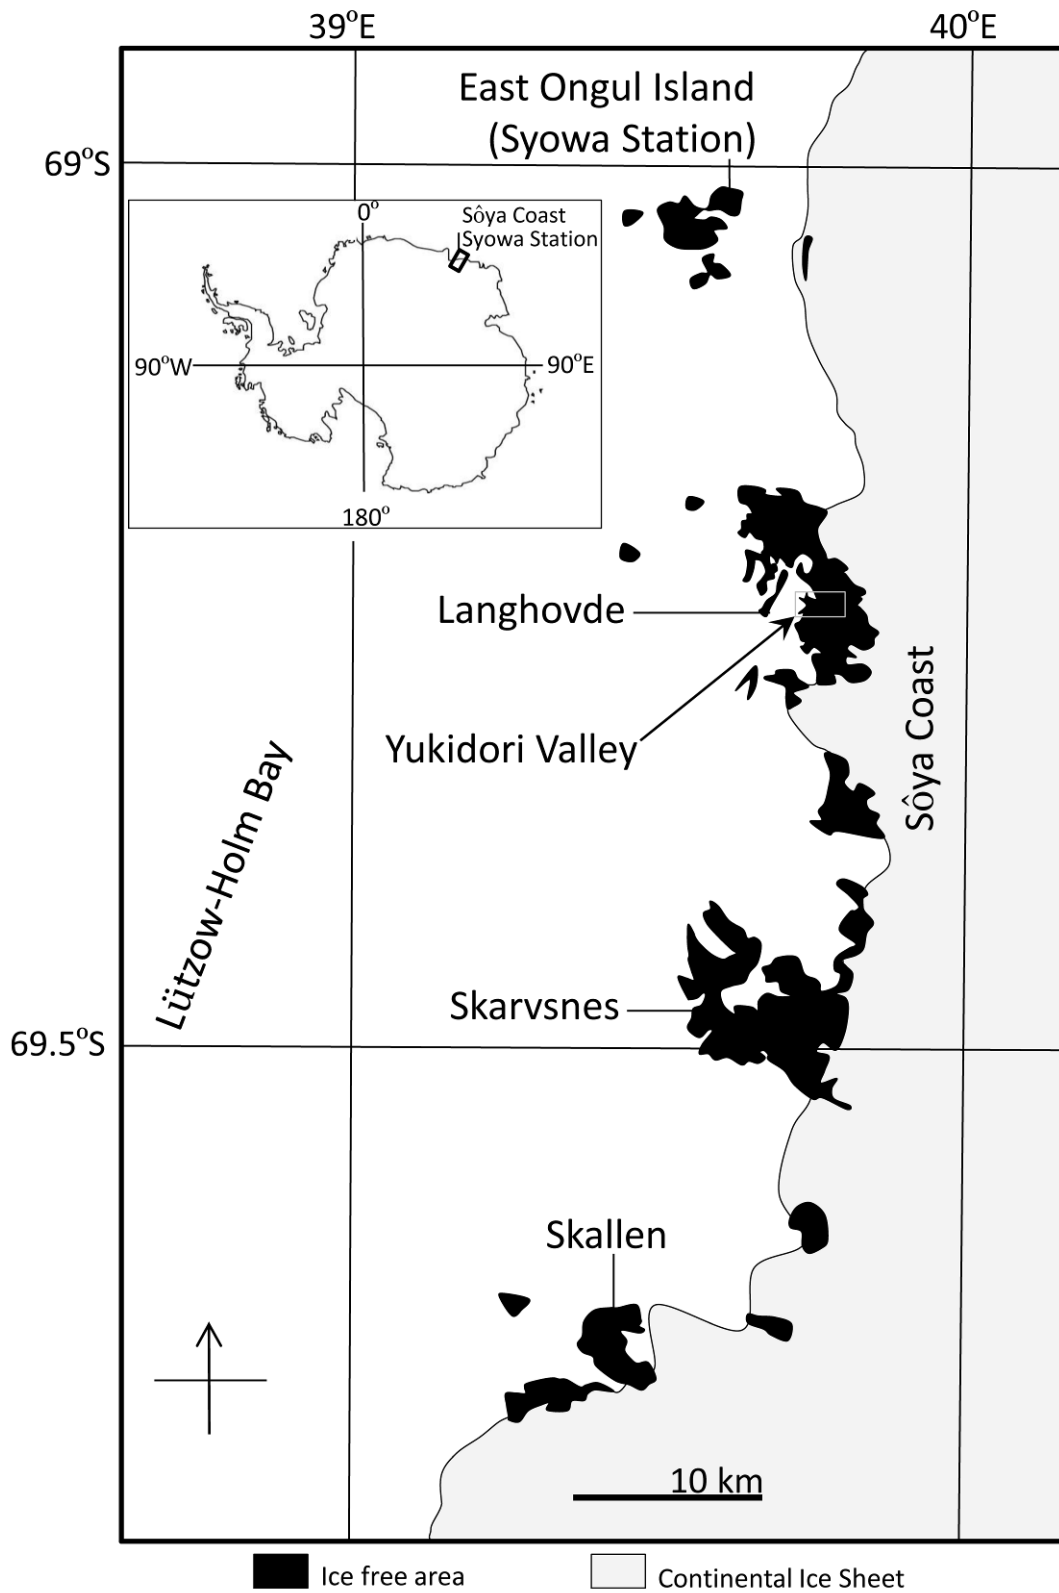 39°E
40°E
East Ongul Island
(Syowa Station)
69°S
0°
Sôya Coast
Syowa Station
90°W
90°E
180°
Langhovde
Yukidori Valley
Sôya Coast
Lützow-Holm Bay
Skarvsnes
69.5°S
Skallen
10 km
Ice free area
Continental Ice Sheet